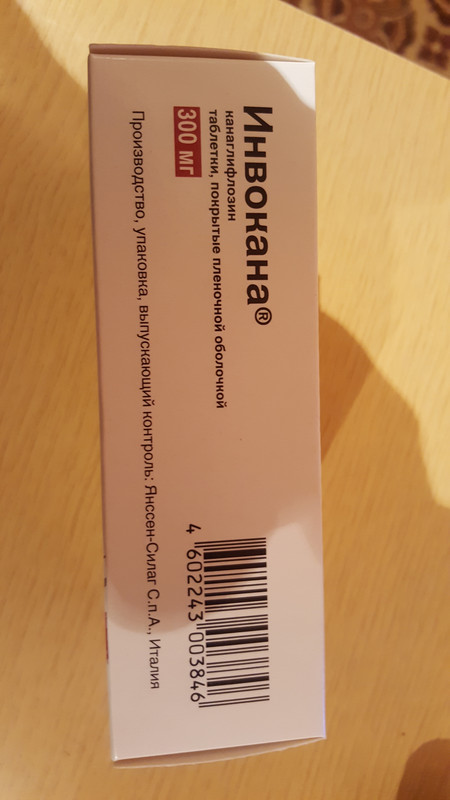 Инвокана®
канаглифлозин
таблетки, покрытые пленочной оболочкой
300 мг
Производство, упаковка, выпускающий контроль: Янссен-Силаг С.п.А., Италия
4 602243 003846